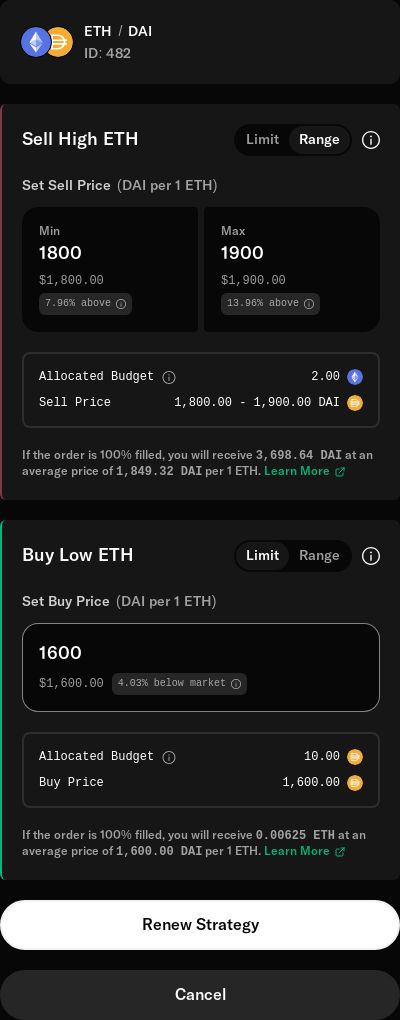 ETH / DAI
ID: 482
Sell High ETH Limit Range
Set Sell Price (DAI per 1 ETH)
Min Max
1800 1900
$1,800.00 $1,900.00
7.96% above 13.96% above
Allocated Budget 2.00
Sell Price 1,800.00 - 1,900.00 DAI
If the order is 100% filled, you will receive 3,698.64 DAI at an
average price of 1,849.32 DAI per 1 ETH. Learn More
Buy Low ETH Limit Range
Set Buy Price (DAI per 1 ETH)
1600
$1,600.00 4.03% below market
Allocated Budget 10.00
Buy Price 1,600.00
If the order is 100% filled, you will receive 0.00625 ETH at an
average price of 1,600.00 DAI per 1 ETH. Learn More
Renew Strategy
Cancel